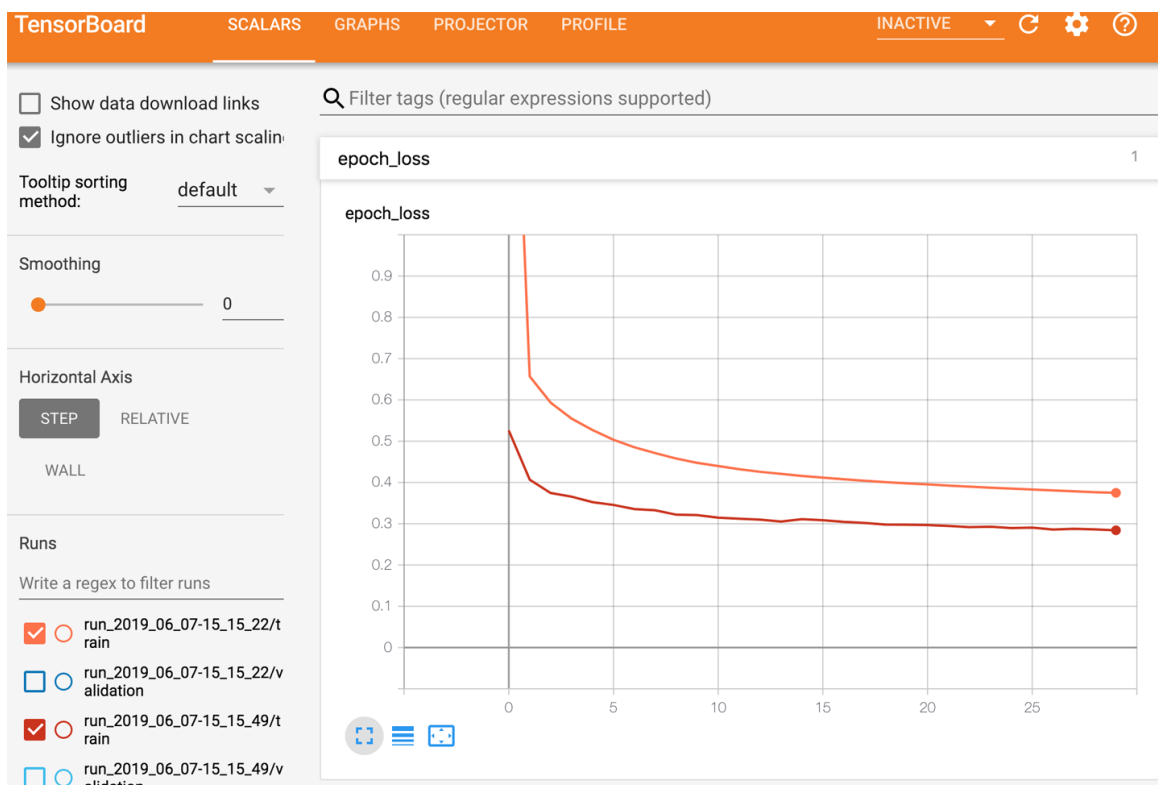 TensorBoard SCALARS GRAPHS PROJECTOR PROFILE INACTIVE
Show data download links
Ignore outliers in chart scalin
Tooltip sorting
method:
default
Smoothing
0
Horizontal Axis
STEP RELATIVE
WALL
Runs
Write a regex to filter runs
run_2019_06_07-15_15_22/t
rain
run_2019_06_07-15_15_22/v
alidation
run_2019_06_07-15_15_49/t
rain
run_2019_06_07-15_15_49/v
alidation
Filter tags (regular expressions supported)
epoch_loss 1
epoch_loss
0.9
0.8
0.7
0.6
0.5
0.4
0.3
0.2
0.1
0
0 5 10 15 20 25